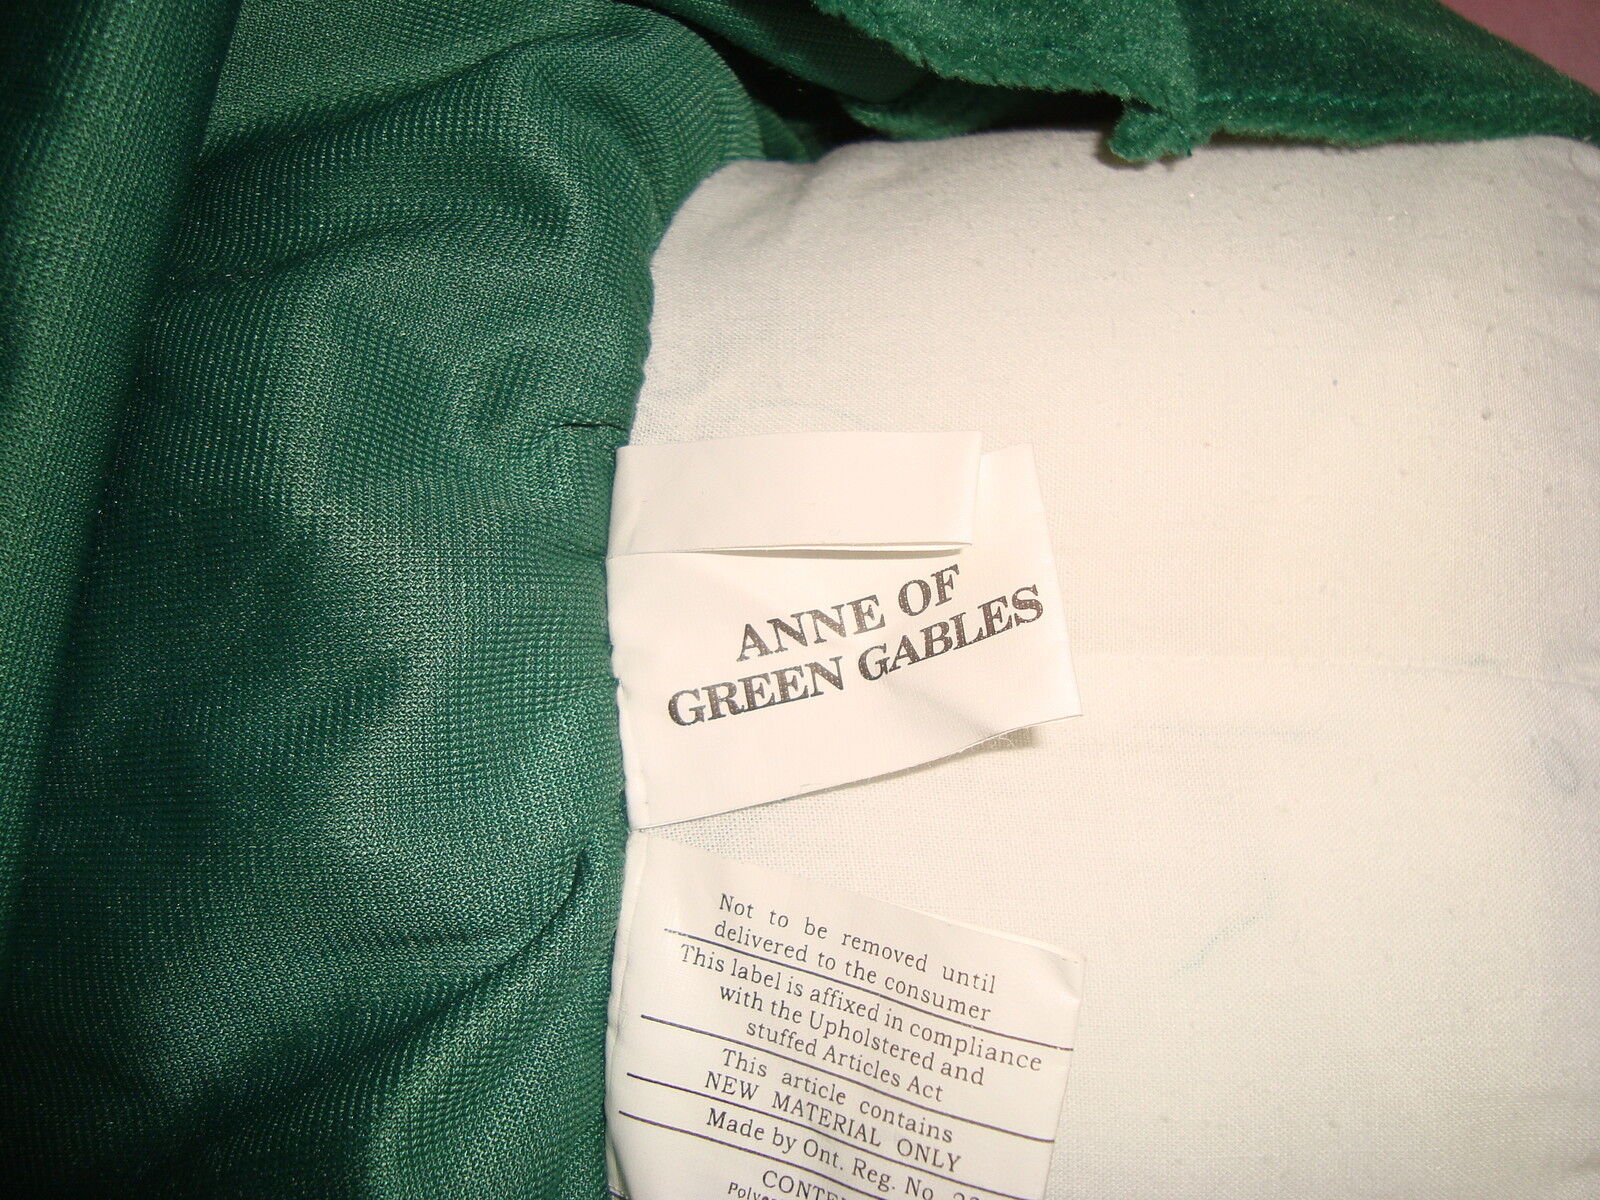 ANNE OF
GREEN GABLES
Not to be removed until
delivered to the consumer
This label is affixed in compliance
with the Upholstered and
stuffed Articles Act
This article contains
NEW MATERIAL ONLY
Made by Ont. Reg. No.